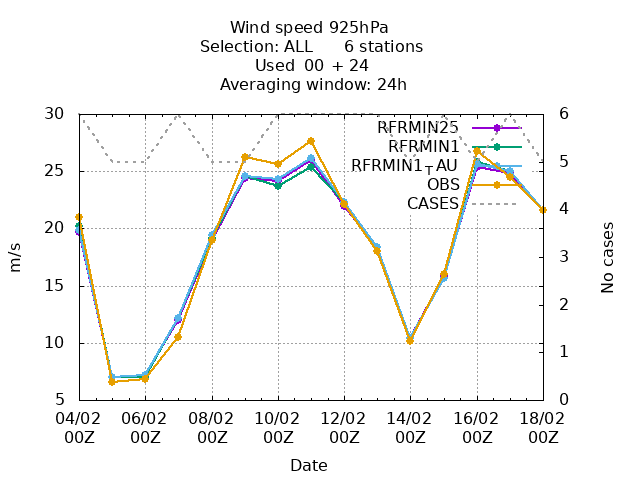 Wind speed 925hPa
Selection: ALL 6 stations
Used 00 + 24
Averaging window: 24h
30
25
20
15
10
5
m/s
6
5
4
3
2
1
0
No cases
RFRMIN25
RFRMIN1
RFRMIN1_TAU
OBS
CASES
04/02 06/02 08/02 10/02 12/02 14/02 16/02 18/02
00Z 00Z 00Z 00Z 00Z 00Z 00Z 00Z
Date